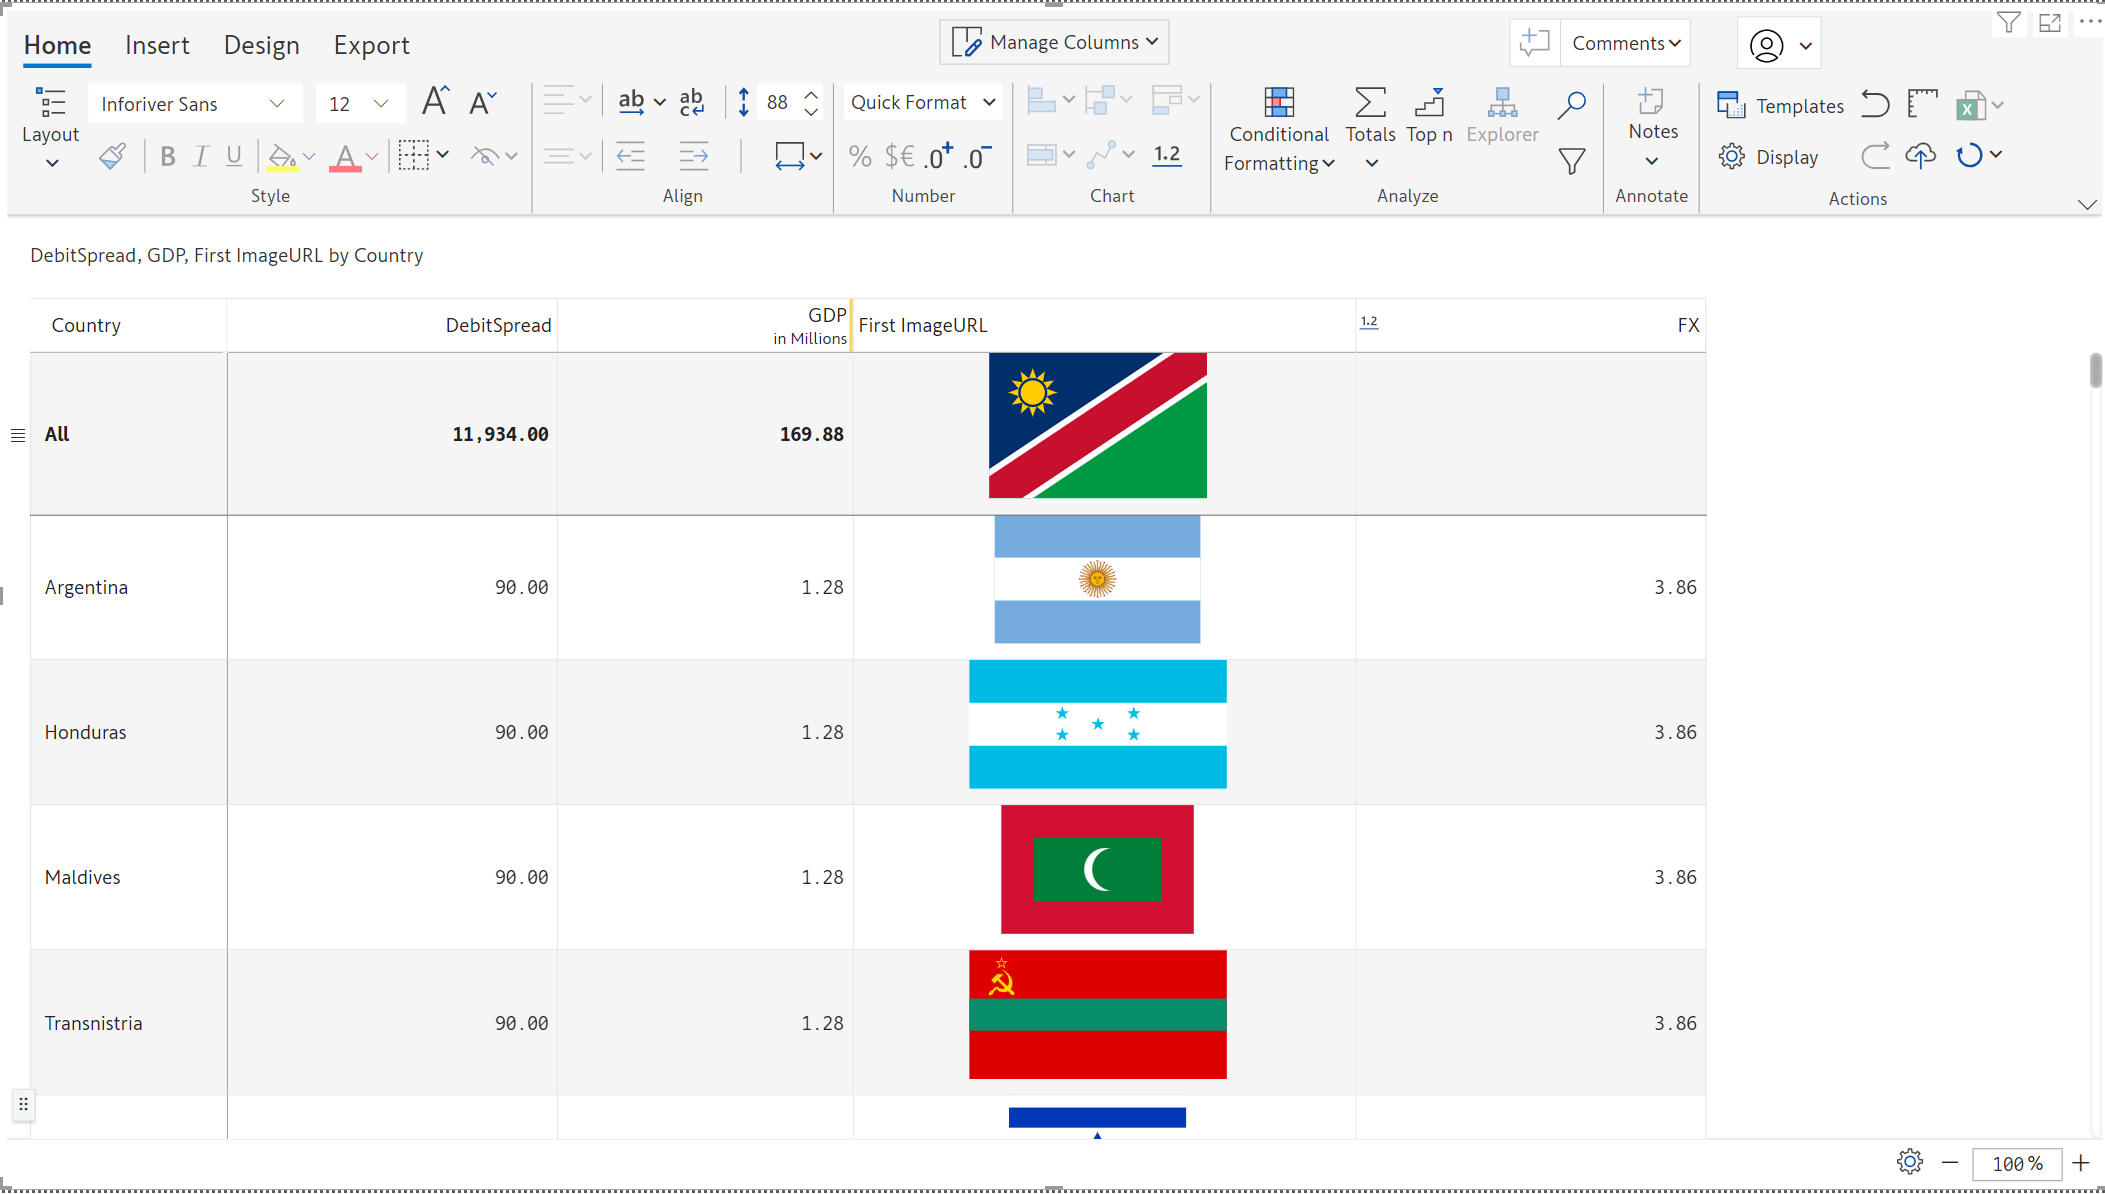 Home Insert Design Export
Manage Columns
Comments
Layout
Inforiver Sans 12 A A
B I U A
Style
ab ab 88
Align
Quick Format
% $€ .0+ .0-
Number
1.2
Chart
Conditional Formatting
Totals
Top n
Explorer
Analyze
Notes
Annotate
Templates
Display
Actions
DebitSpread, GDP, First ImageURL by Country
Country DebitSpread GDP in Millions First ImageURL 1.2 FX
All 11,934.00 169.88
Argentina 90.00 1.28 3.86
Honduras 90.00 1.28 3.86
Maldives 90.00 1.28 3.86
Transnistria 90.00 1.28 3.86
100 %